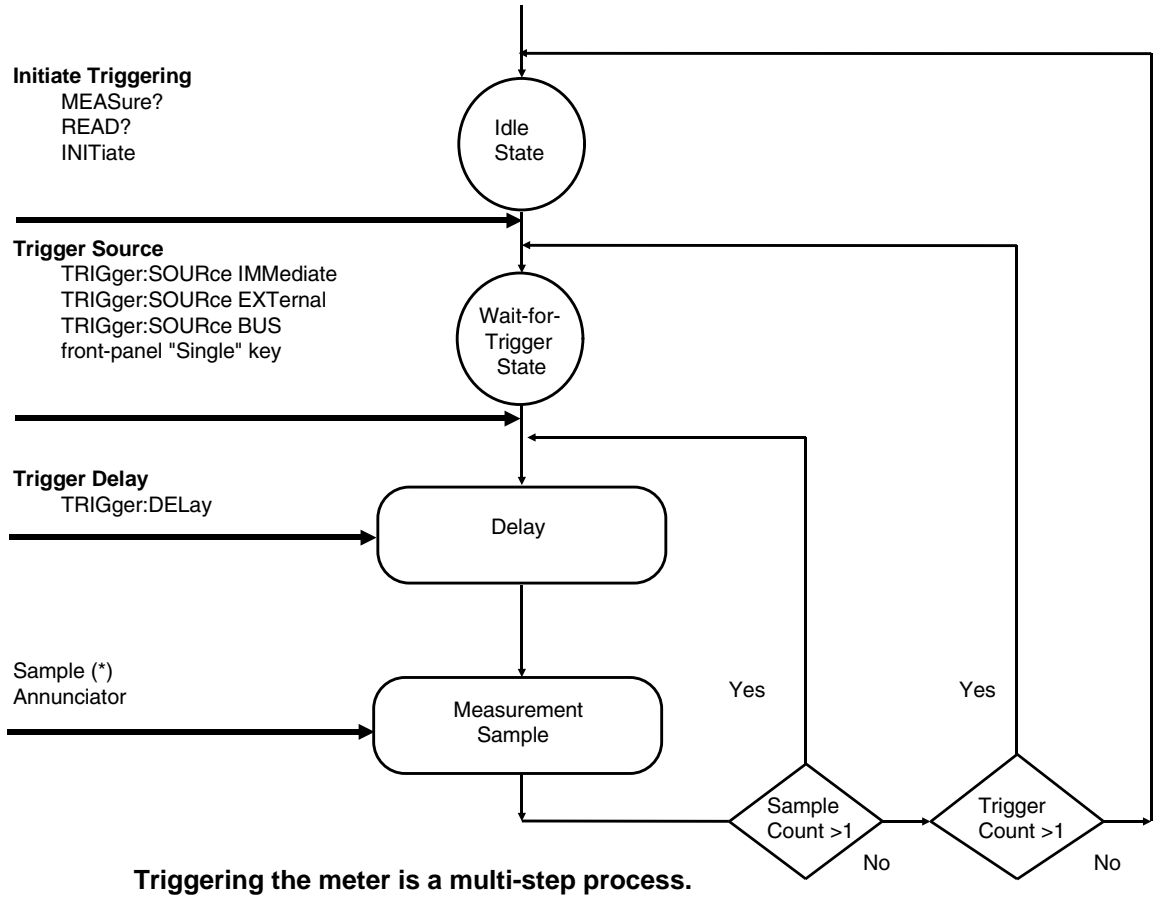 Initiate Triggering
MEASure?
READ?
INITiate
Idle
State
Trigger Source
TRIGger:SOURce IMMediate
TRIGger:SOURce EXTernal
TRIGger:SOURce BUS
front-panel "Single" key
Wait-for-
Trigger
State
Trigger Delay
TRIGger:DELay
Delay
Sample (*)
Annunciator
Measurement
Sample
Yes
Yes
Sample
Count >1
No
Trigger
Count >1
No
Triggering the meter is a multi-step process.